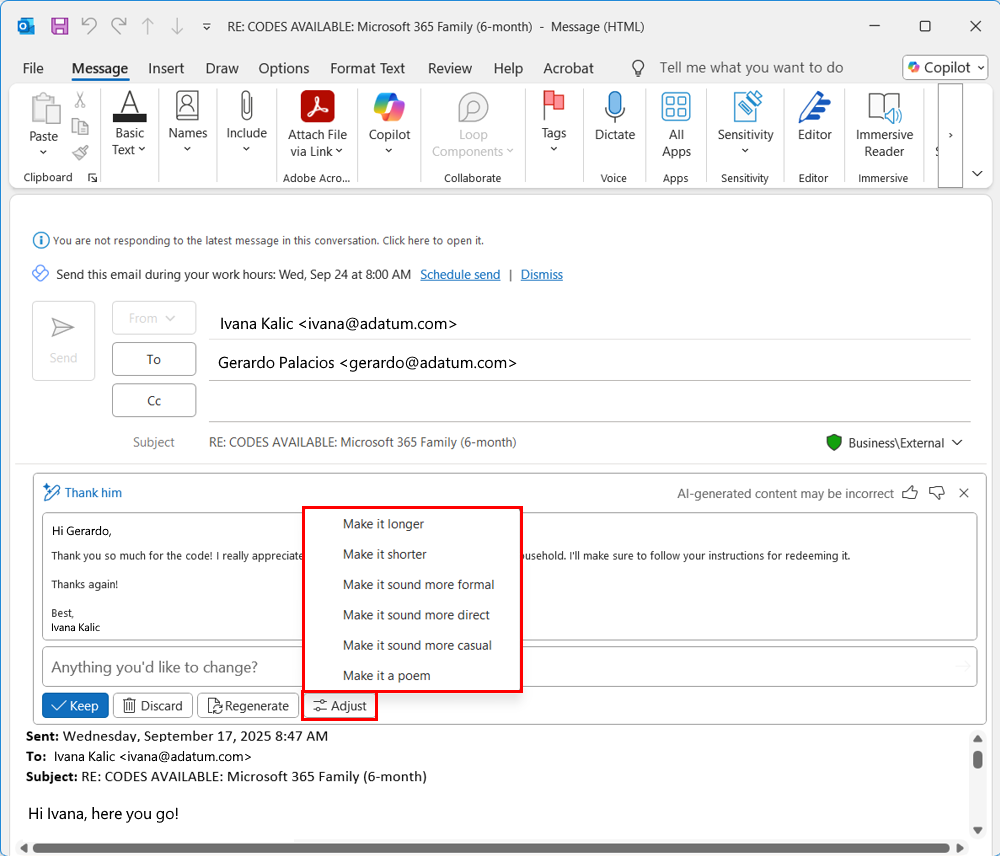 RE: CODES AVAILABLE: Microsoft 365 Family (6-month) - Message (HTML)
File Message Insert Draw Options Format Text Review Help Acrobat Tell me what you want to do Copilot
Paste
Basic Text
Names
Include
Attach File via Link
Copilot
Loop Components
Tags
Dictate
All Apps
Sensitivity
Editor
Immersive Reader
Clipboard Adobe Acro... Collaborate Voice Apps Sensitivity Editor Immersive
You are not responding to the latest message in this conversation. Click here to open it.
Send this email during your work hours: Wed, Sep 24 at 8:00 AM Schedule send | Dismiss
Send
From Ivana Kalic <ivana@adatum.com>
To Gerardo Palacios <gerardo@adatum.com>
Cc
Subject RE: CODES AVAILABLE: Microsoft 365 Family (6-month) Business\External
Thank him AI-generated content may be incorrect
Hi Gerardo,
Thank you so much for the code! I really appreciate
usehold. I'll make sure to follow your instructions for redeeming it.
Thanks again!
Best,
Ivana Kalic
Make it longer
Make it shorter
Make it sound more formal
Make it sound more direct
Make it sound more casual
Make it a poem
Anything you'd like to change?
Keep Discard Regenerate Adjust
Sent: Wednesday, September 17, 2025 8:47 AM
To: Ivana Kalic <ivana@adatum.com>
Subject: RE: CODES AVAILABLE: Microsoft 365 Family (6-month)
Hi Ivana, here you go!